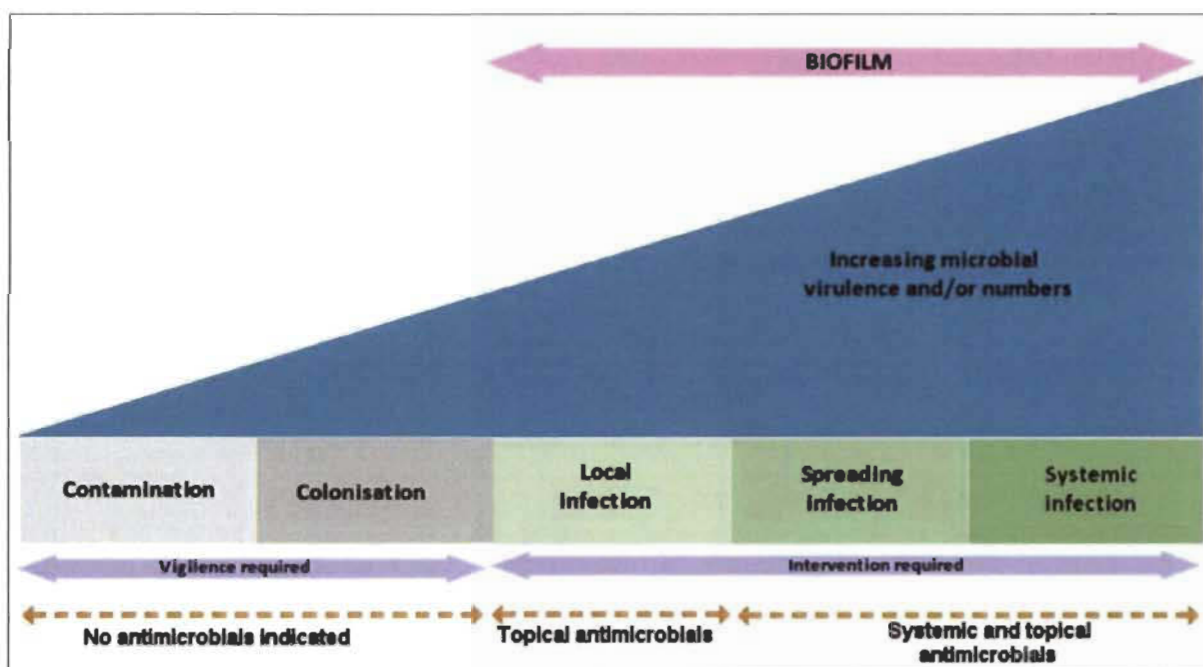 BIOFILM
Increasing microbial
virulence and/or numbers
Contamination
Colonisation
Local
infection
Spreading
infection
Systemic
infection
Vigilence required
Intervention required
No antimicrobials indicated
Topical antimicrobials
Systemic and topical
antimicrobials